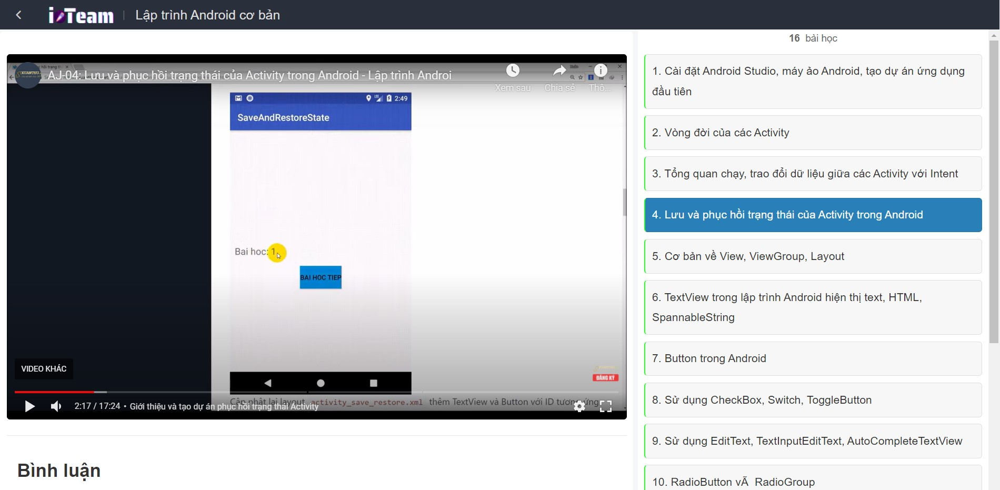 ioTeam | Lập trình Android cơ bản
AJ-04: Lưu và phục hồi trạng thái của Activity trong Android - Lập trình Androi
Xem sau
Chia sẻ
Thô...
2:49
SaveAndRestoreState
Bai hoc: 1
BAI HOC TIEP
VIDEO KHÁC
ĐĂNG KÝ
Cập nhật lại layout activity_save_restore.xml thêm TextView và Button với ID tương ứng
2:17 / 17:24 • Giới thiệu và tạo dự án phục hồi trạng thái Activity
Bình luận
16 bài học
1. Cài đặt Android Studio, máy ảo Android, tạo dự án ứng dụng
đầu tiên
2. Vòng đời của các Activity
3. Tổng quan chạy, trao đổi dữ liệu giữa các Activity với Intent
4. Lưu và phục hồi trạng thái của Activity trong Android
5. Cơ bản về View, ViewGroup, Layout
6. TextView trong lập trình Android hiện thị text, HTML,
SpannableString
7. Button trong Android
8. Sử dụng CheckBox, Switch, ToggleButton
9. Sử dụng EditText, TextInputEditText, AutoCompleteTextView
10. RadioButton vÃ RadioGroup